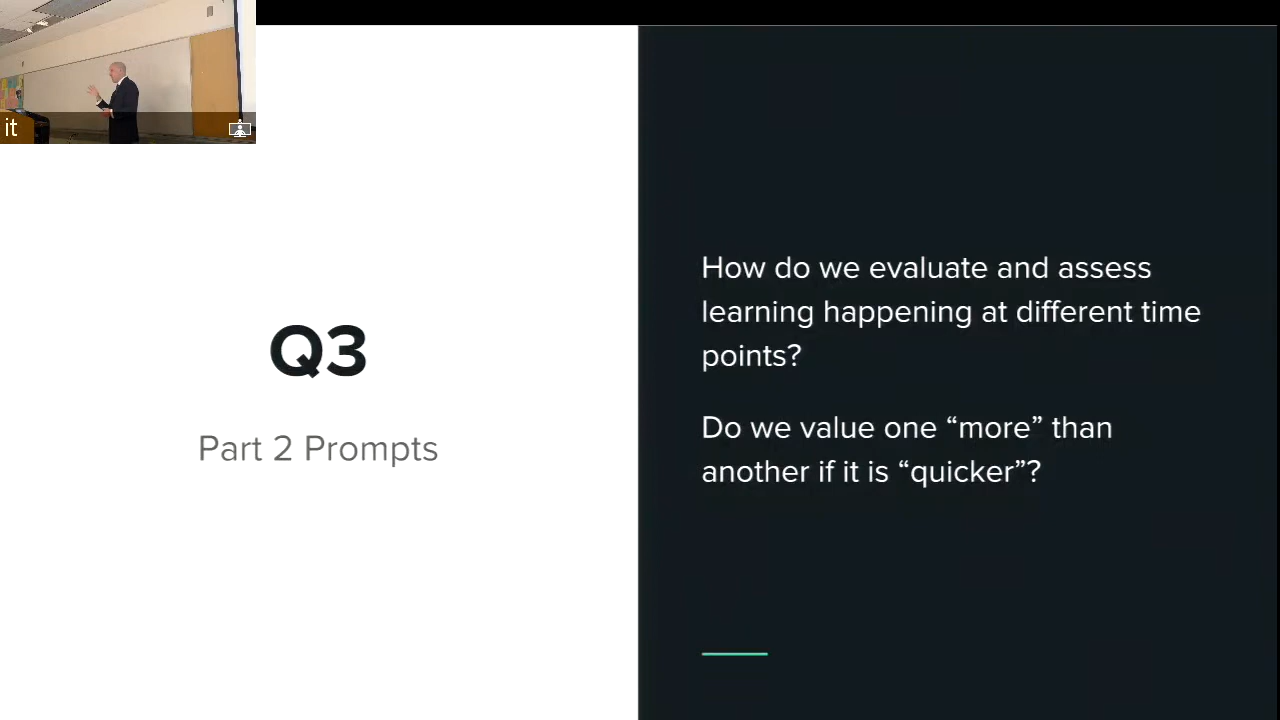 it
Q3
Part 2 Prompts
How do we evaluate and assess
learning happening at different time
points?
Do we value one “more” than
another if it is “quicker”?